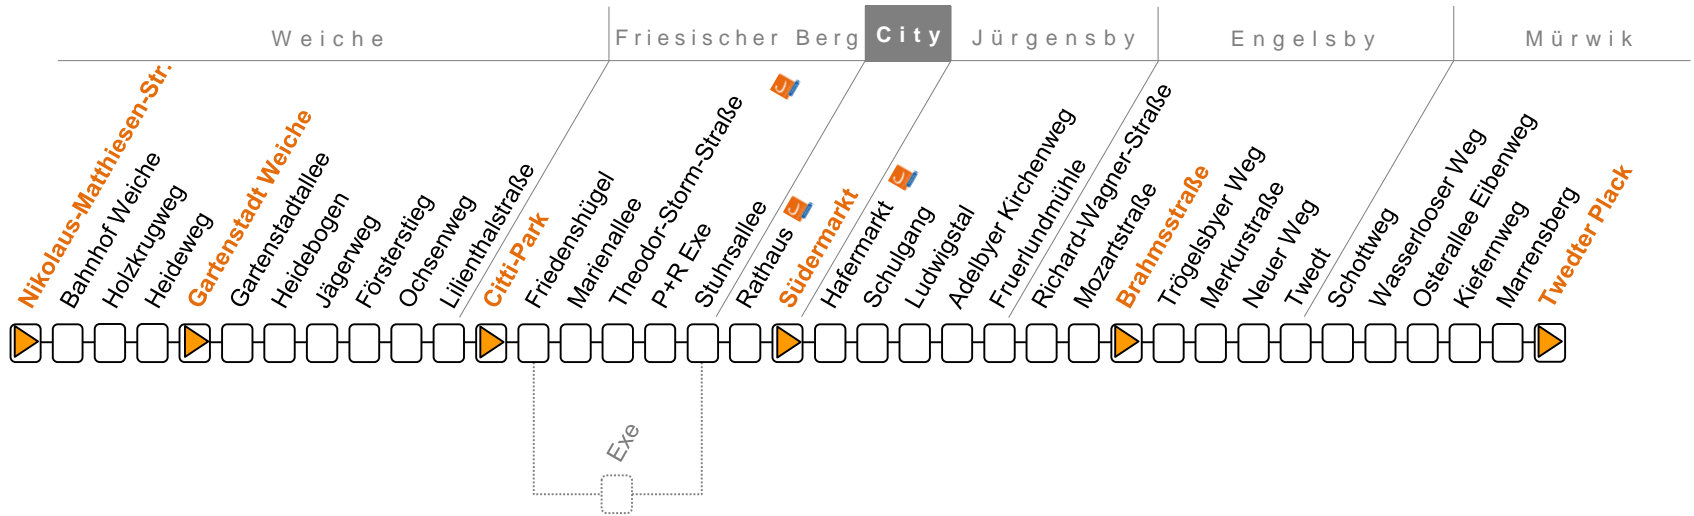 Weiche
Friesischer Berg
City
Jürgensby
Engelsby
Mürwik
Nikolaus-Matthiesen-Str.
Bahnhof Weiche
Holzkrugweg
Heideweg
Gartenstadt Weiche
Gartenstadtallee
Heidebogen
Jägerweg
Försterstieg
Ochsenweg
Lilienthalstraße
Citti-Park
Friedenshügel
Marienallee
Theodor-Storm-Straße
P+R Exe
Stuhrsallee
Rathaus
Südermarkt
Hafermarkt
Schulgang
Ludwigstal
Adelbyer Kirchenweg
Fruerlundmühle
Richard-Wagner-Straße
Mozartstraße
Brahmsstraße
Trögelsbyer Weg
Merkurstraße
Neuer Weg
Twedt
Schottweg
Wasserlooser Weg
Osterallee Eibenweg
Kiefernweg
Marrensberg
Twedter Plack
Exe